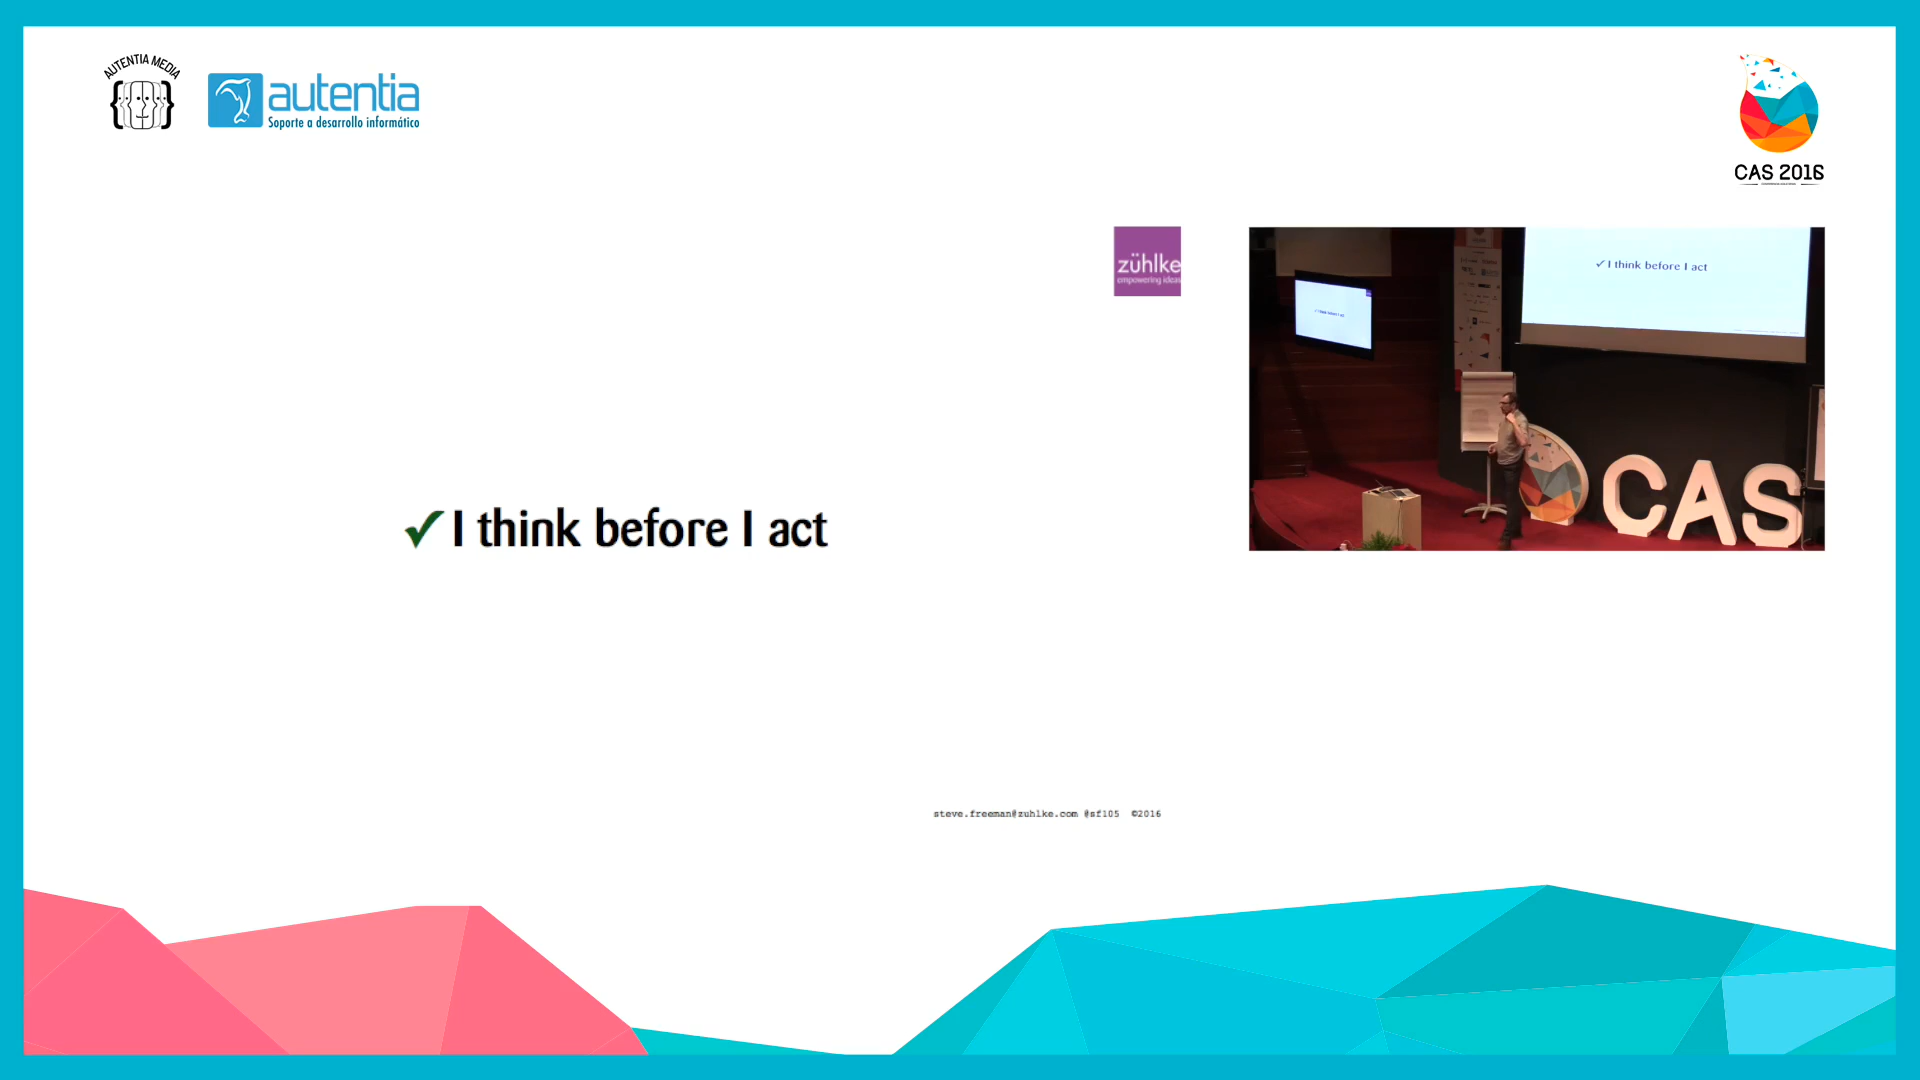 AUTENTIA MEDIA
autentia
Soporte a desarrollo informático
CAS 2016
zühlke
empowering ideas
✓ I think before I act
✓ I think before I act
CAS
steve.freeman@zuhlke.com @sf105 ©2016